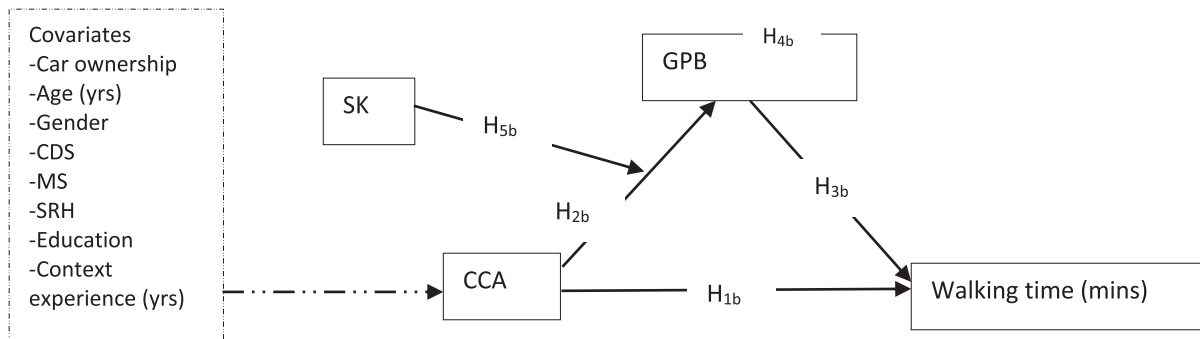 Covariates
-Car ownership
-Age (yrs)
-Gender
-CDS
-MS
-SRH
-Education
-Context
experience (yrs)
SK
H5b
GPB
H4b
H3b
H2b
CCA
H1b
Walking time (mins)